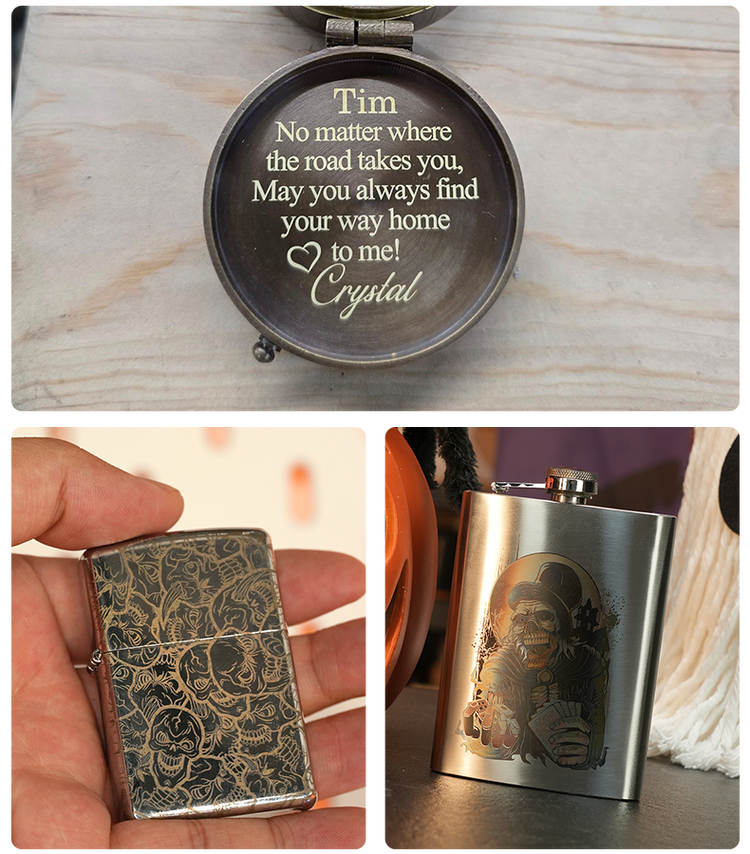 Tim
No matter where
the road takes you,
May you always find
your way home
to me!
Crystal